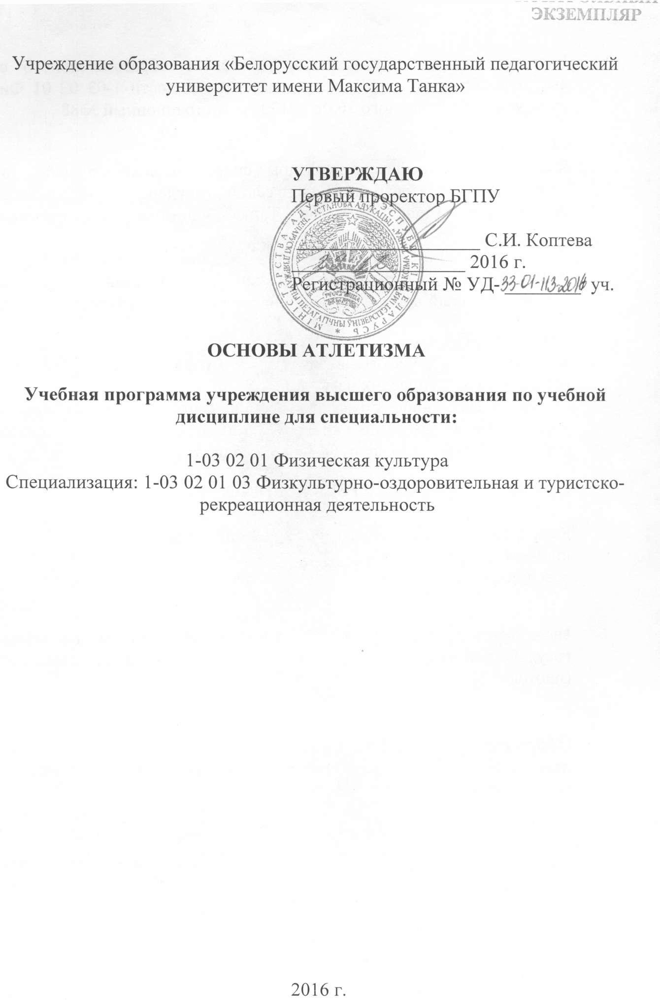 ЭКЗЕМПЛЯР
Учреждение образования «Белорусский государственный педагогический
университет имени Максима Танка»
УТВЕРЖДАЮ
Первый проректор БГПУ
С.И. Коптева
2016 г.
Регистрационный № УД-33-01-113-2016 уч.
МІНІСТЭРСТВА АДУКАЦЫІ РЭСПУБЛІКІ БЕЛАРУСЬ
УСТАНОВА АДУКАЦЫІ "БЕЛАРУСКІ ДЗЯРЖАЎНЫ ПЕДАГАГІЧНЫ ЎНІВЕРСІТЭТ ІМЯ МАКСІМА ТАНКА"
ОСНОВЫ АТЛЕТИЗМА
Учебная программа учреждения высшего образования по учебной
дисциплине для специальности:
1-03 02 01 Физическая культура
Специализация: 1-03 02 01 03 Физкультурно-оздоровительная и туристско-
рекреационная деятельность
2016 г.